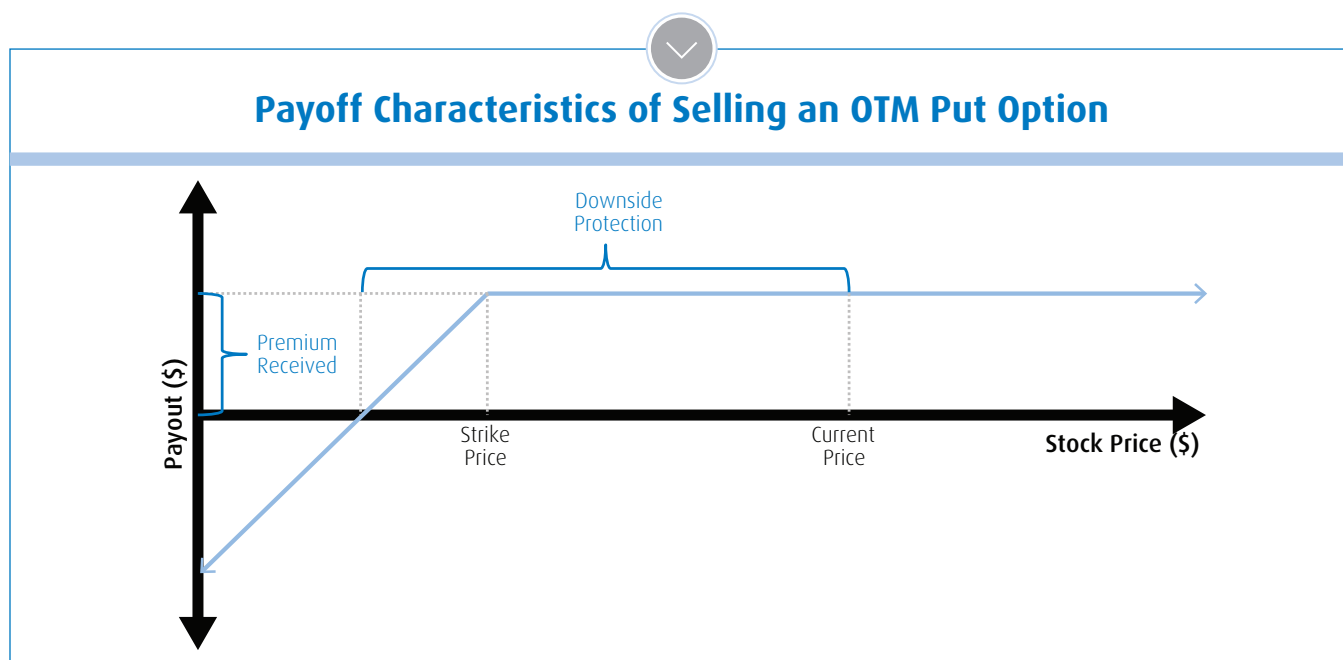 Payoff Characteristics of Selling an OTM Put Option
Downside
Protection
Premium
Received
Payout ($)
Strike
Price
Current
Price
Stock Price ($)